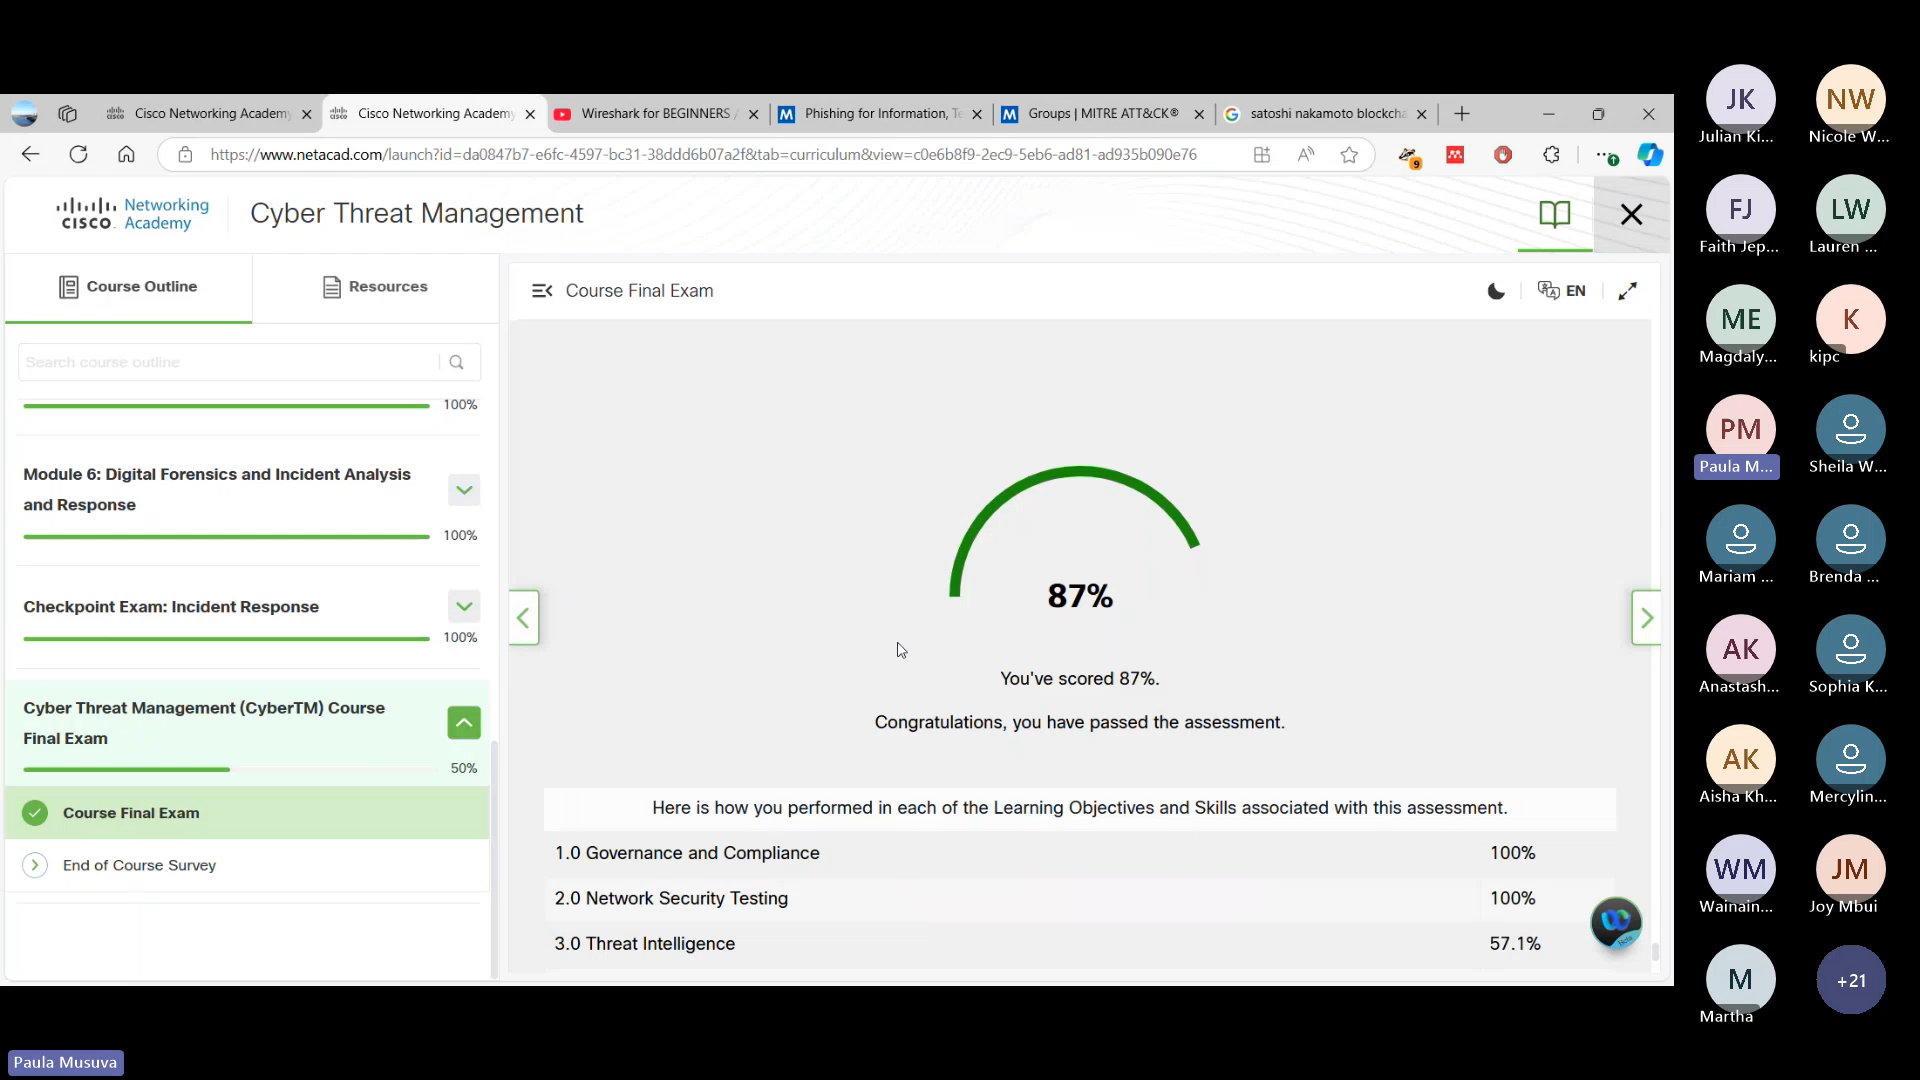 Cisco Networking Academy
Cisco Networking Academy
Wireshark for BEGINNERS
Phishing for Information, Te
Groups | MITRE ATT&CK®
satoshi nakamoto blockcha
https://www.netacad.com/launch?id=da0847b7-e6fc-4597-bc31-38ddd6b07a2f&tab=curriculum&view=c0e6b8f9-2ec9-5eb6-ad81-ad935b090e76
9
CISCO
Networking
Academy
Cyber Threat Management
Course Outline
Resources
Search course outline
100%
Module 6: Digital Forensics and Incident Analysis
and Response
100%
Checkpoint Exam: Incident Response
100%
Cyber Threat Management (CyberTM) Course
Final Exam
50%
Course Final Exam
End of Course Survey
Course Final Exam
EN
87%
You've scored 87%.
Congratulations, you have passed the assessment.
Here is how you performed in each of the Learning Objectives and Skills associated with this assessment.
1.0 Governance and Compliance 100%
2.0 Network Security Testing 100%
3.0 Threat Intelligence 57.1%
Beta
JK
Julian Ki...
NW
Nicole W...
FJ
Faith Jep...
LW
Lauren ...
ME
Magdaly...
K
kipc
PM
Paula M...
Sheila W...
Mariam ...
Brenda ...
AK
Anastash...
Sophia K...
AK
Aisha Kh...
Mercylin...
WM
Wainain...
JM
Joy Mbui
M
Martha
+21
Paula Musuva